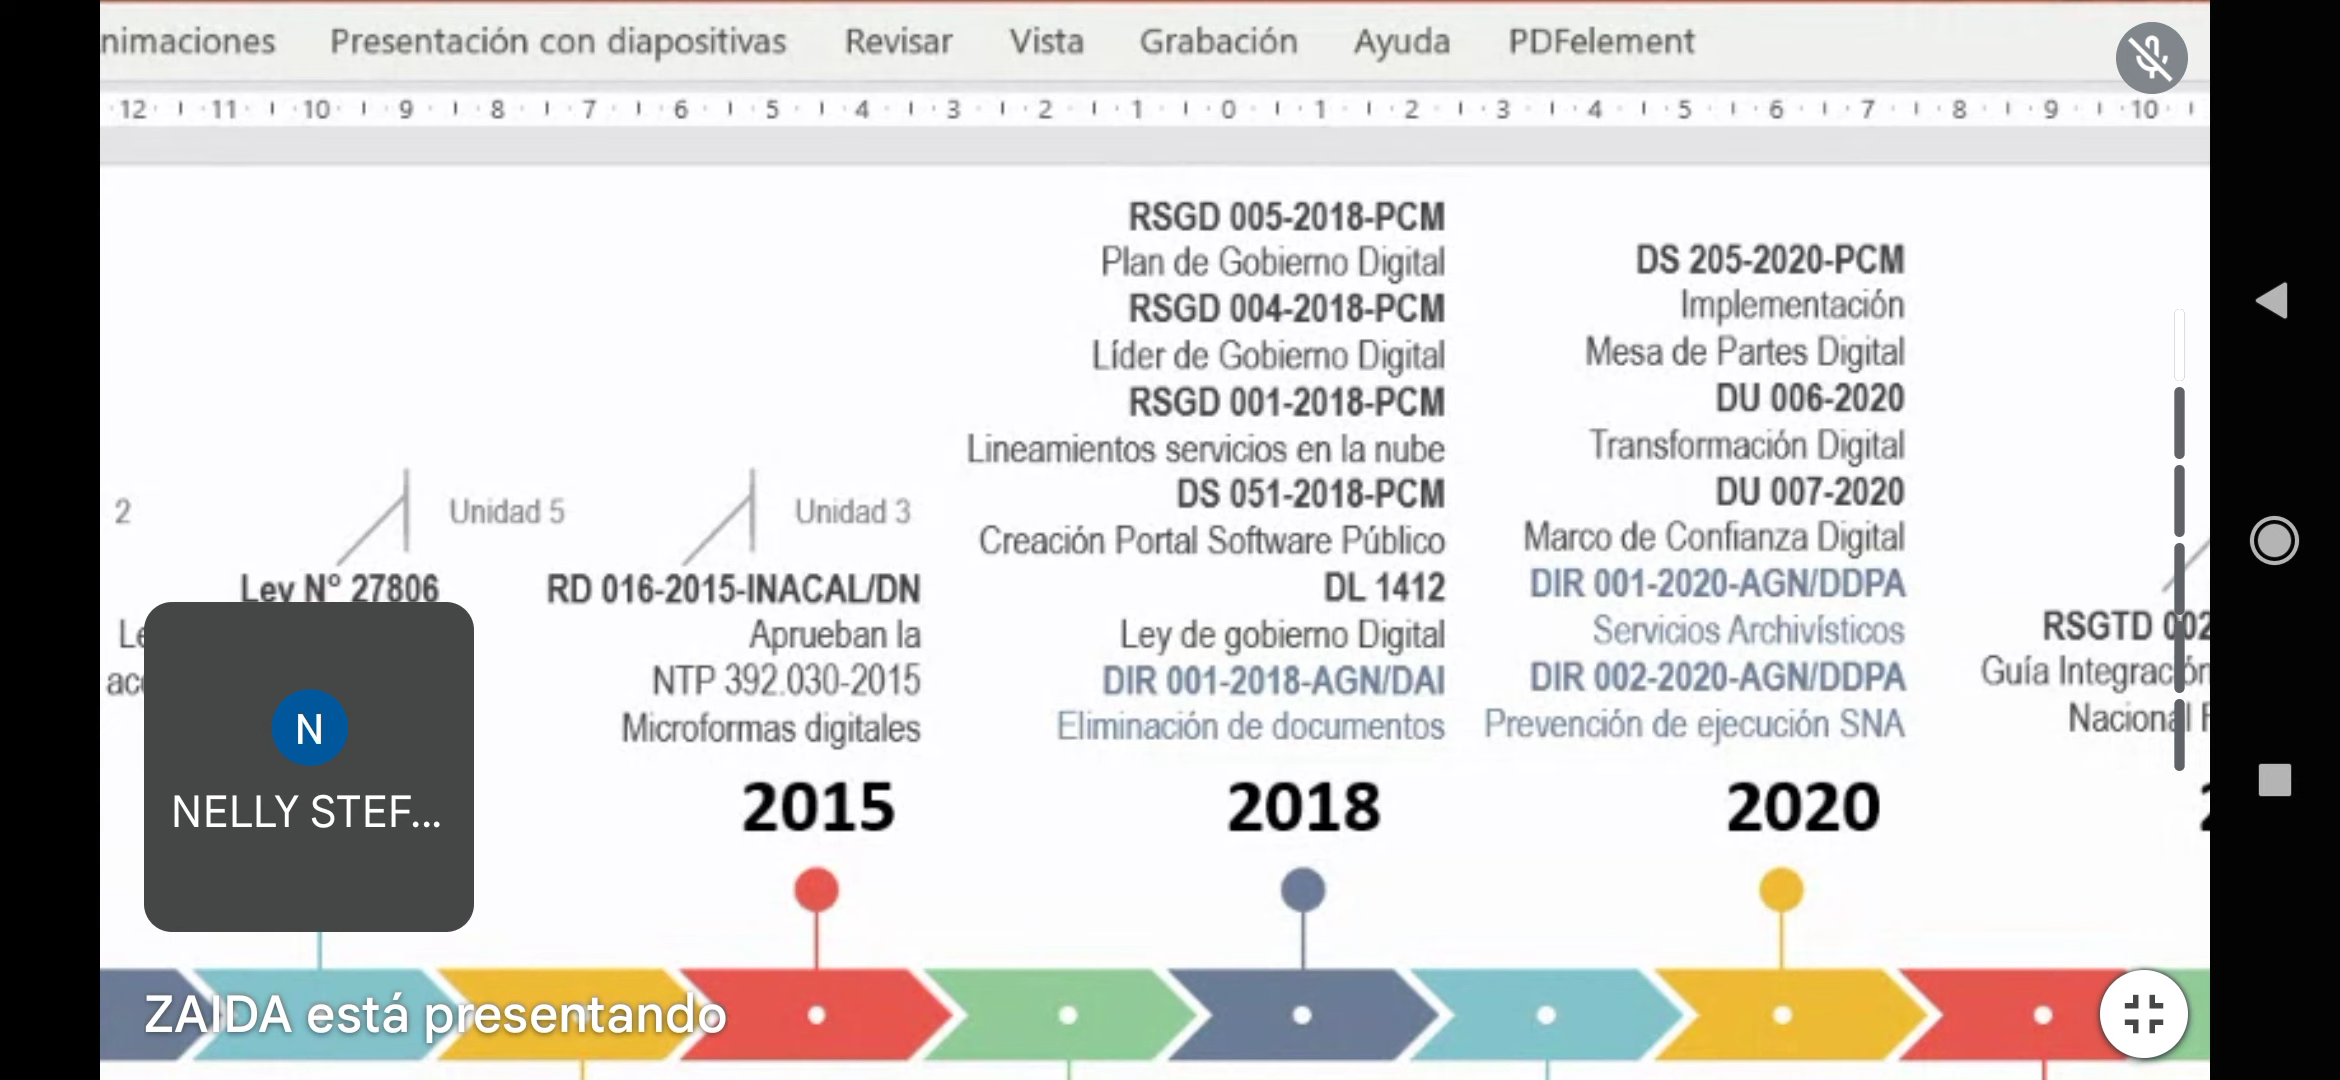 nimaciones Presentación con diapositivas Revisar Vista Grabación Ayuda PDFelement
12 11 10 9 8 7 6 5 4 3 2 1 0 1 2 3 4 5 6 7 8 9 10
2
Unidad 5
Ley N° 27806
Unidad 3
RD 016-2015-INACAL/DN
Aprueban la
NTP 392.030-2015
Microformas digitales
2015
RSGD 005-2018-PCM
Plan de Gobierno Digital
RSGD 004-2018-PCM
Líder de Gobierno Digital
RSGD 001-2018-PCM
Lineamientos servicios en la nube
DS 051-2018-PCM
Creación Portal Software Público
DL 1412
Ley de gobierno Digital
DIR 001-2018-AGN/DAI
Eliminación de documentos
2018
DS 205-2020-PCM
Implementación
Mesa de Partes Digital
DU 006-2020
Transformación Digital
DU 007-2020
Marco de Confianza Digital
DIR 001-2020-AGN/DDPA
Servicios Archivísticos
DIR 002-2020-AGN/DDPA
Prevención de ejecución SNA
2020
RSGTD 002
Guía Integración
Nacional
N
NELLY STEF...
ZAIDA está presentando